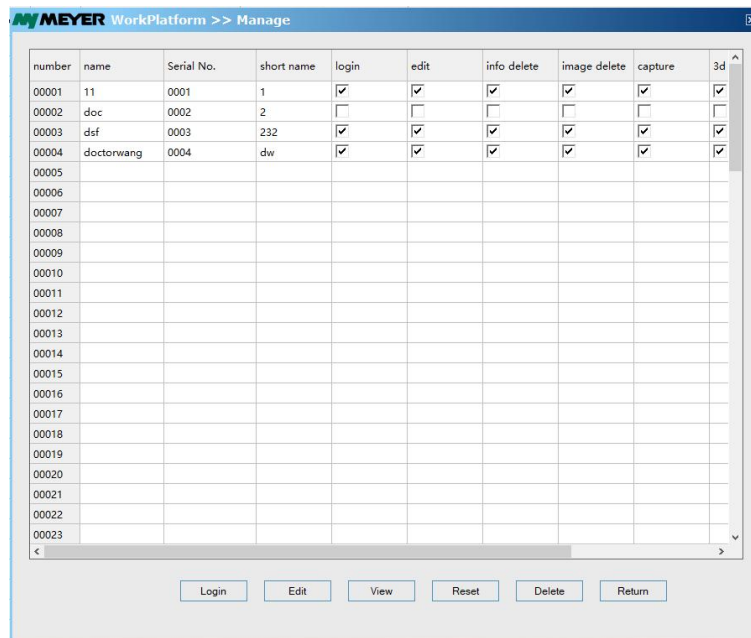 MEYER WorkPlatform >> Manage
number name Serial No. short name login edit info delete image delete capture 3d
00001 11 0001 1
00002 doc 0002 2
00003 dsf 0003 232
00004 doctorwang 0004 dw
00005
00006
00007
00008
00009
00010
00011
00012
00013
00014
00015
00016
00017
00018
00019
00020
00021
00022
00023
Login Edit View Reset Delete Return